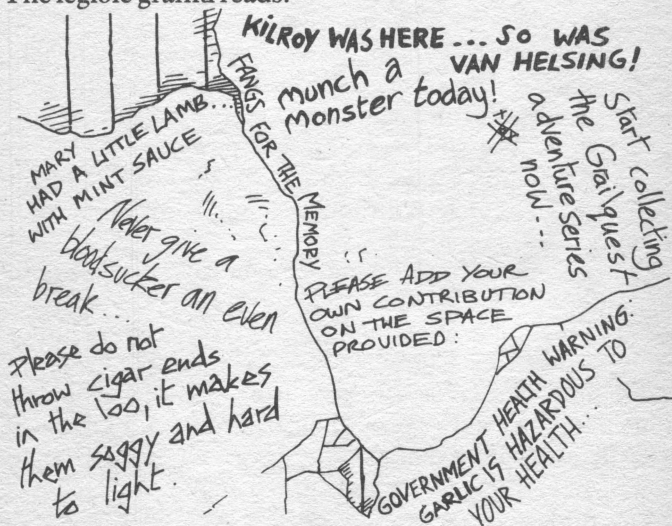 The legible graffiti reads:
KILROY WAS HERE ... SO WAS
VAN HELSING!
FANGS FOR THE MEMORY
munch a
monster today!
Start collecting
the Grailquest
adventure series
now....
MARY
HAD A LITTLE LAMB...
WITH MINT SAUCE
Never give a
bloodsucker an even
break...
PLEASE ADD YOUR
OWN CONTRIBUTION
ON THE SPACE
PROVIDED:
Please do not
throw cigar ends
in the loo, it makes
them soggy and hard
to light.
GOVERNMENT HEALTH WARNING:
GARLIC IS HAZARDOUS TO
YOUR HEALTH...